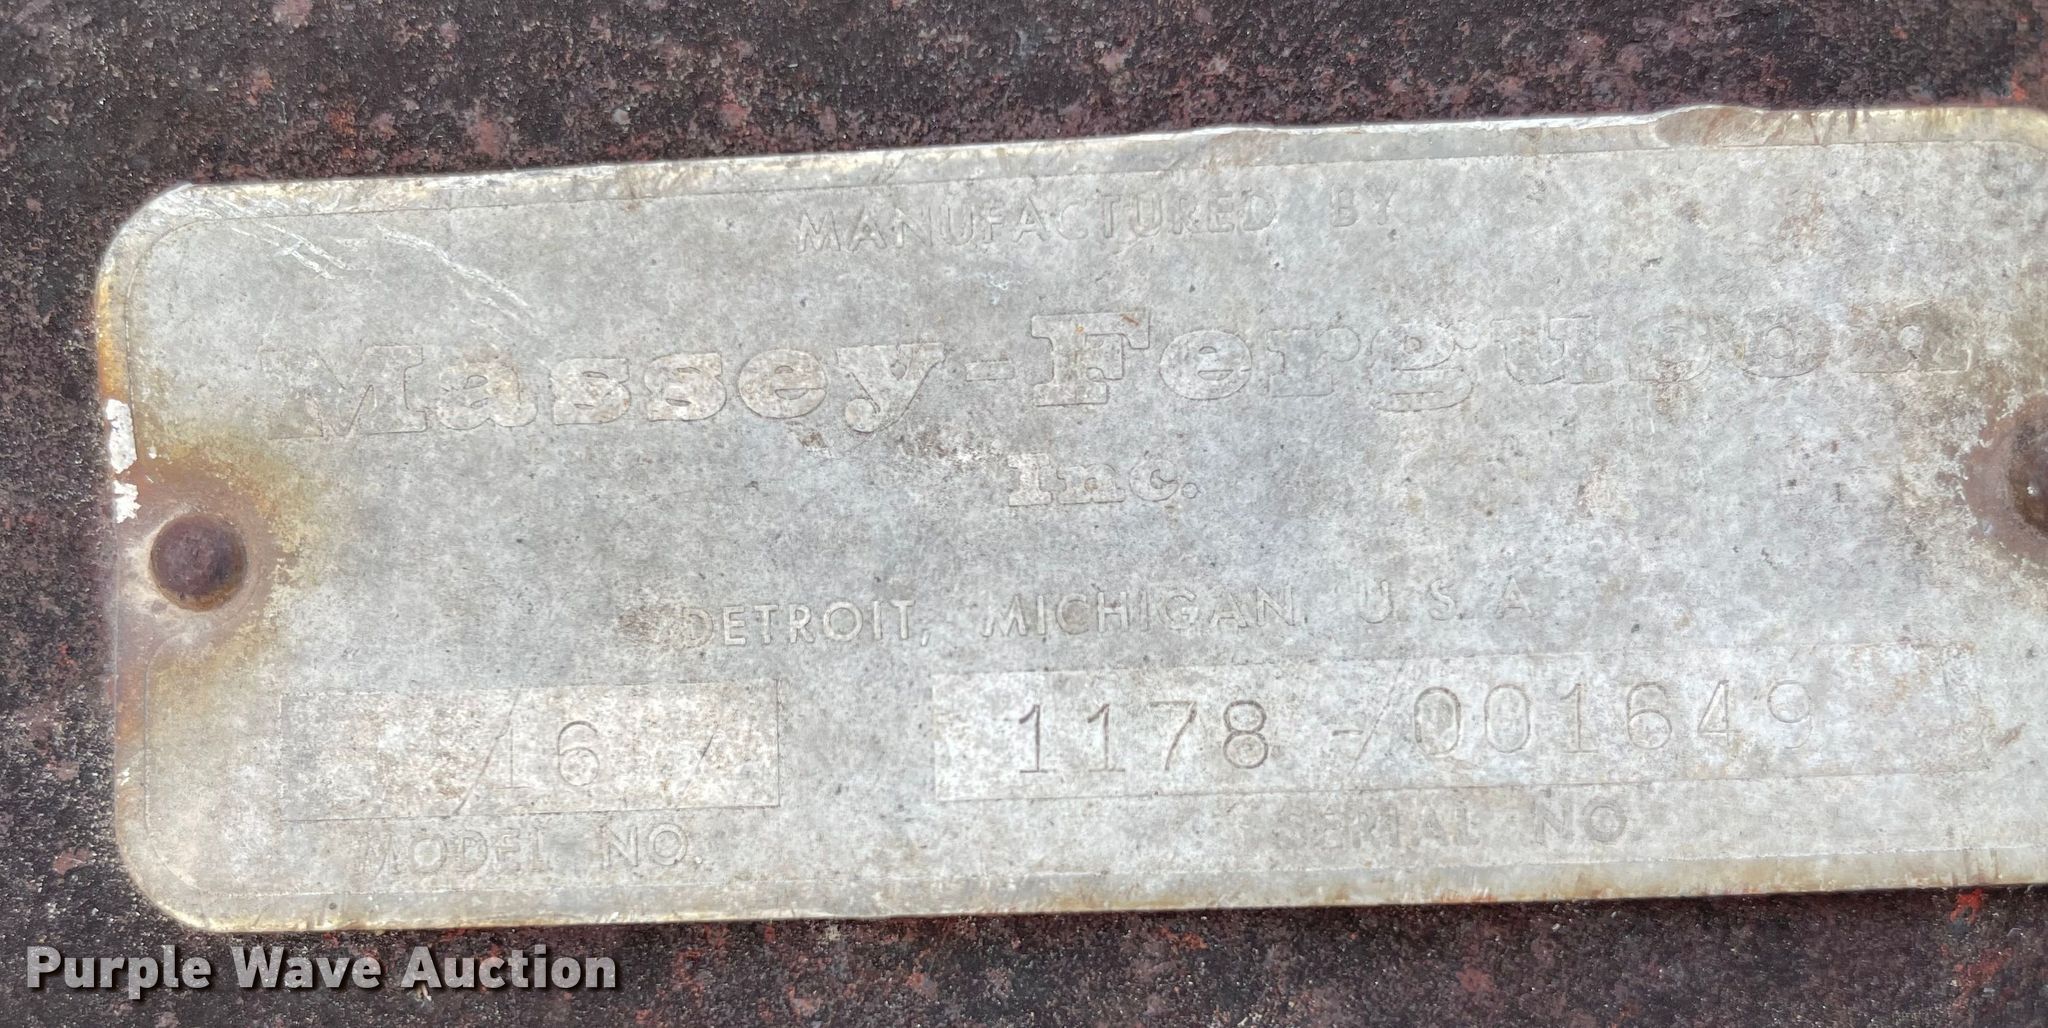 MANUFACTURED BY
Massey-Ferguson
Inc.
DETROIT, MICHIGAN, U.S.A.
1178-/001649
MODEL NO.
SERIAL NO.
Purple Wave Auction